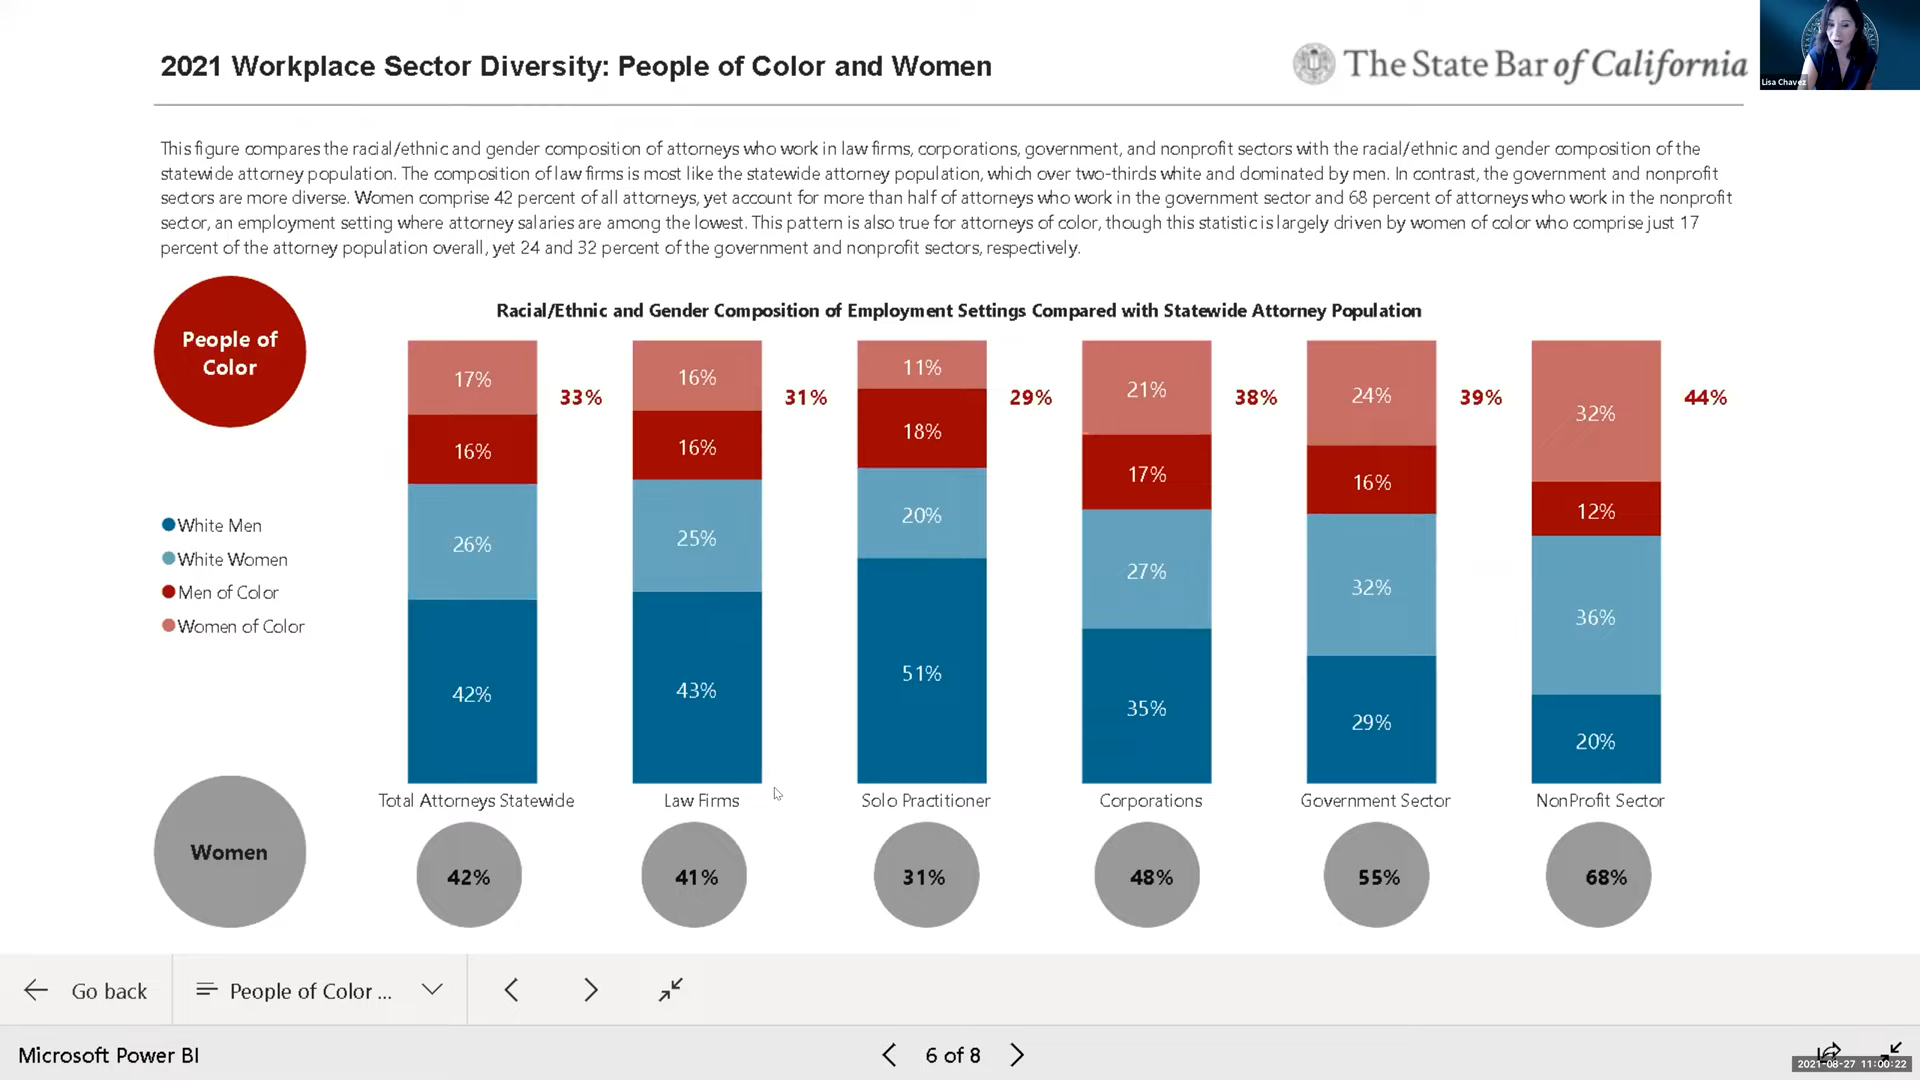 2021 Workplace Sector Diversity: People of Color and Women
The State Bar of California
Lisa Chavez
This figure compares the racial/ethnic and gender composition of attorneys who work in law firms, corporations, government, and nonprofit sectors with the racial/ethnic and gender composition of the
statewide attorney population. The composition of law firms is most like the statewide attorney population, which over two-thirds white and dominated by men. In contrast, the government and nonprofit
sectors are more diverse. Women comprise 42 percent of all attorneys, yet account for more than half of attorneys who work in the government sector and 68 percent of attorneys who work in the nonprofit
sector, an employment setting where attorney salaries are among the lowest. This pattern is also true for attorneys of color, though this statistic is largely driven by women of color who comprise just 17
percent of the attorney population overall, yet 24 and 32 percent of the government and nonprofit sectors, respectively.
People of
Color
Racial/Ethnic and Gender Composition of Employment Settings Compared with Statewide Attorney Population
17% 33% 16% 31% 11% 29% 21% 38% 24% 39% 32% 44%
16% 16% 18% 17% 16% 12%
White Men
White Women
Men of Color
Women of Color
26% 25% 20% 27% 32% 36%
42% 43% 51% 35% 29% 20%
Total Attorneys Statewide Law Firms Solo Practitioner Corporations Government Sector NonProfit Sector
Women
42% 41% 31% 48% 55% 68%
Go back People of Color ...
Microsoft Power BI 6 of 8
2021-08-27 11:00:22